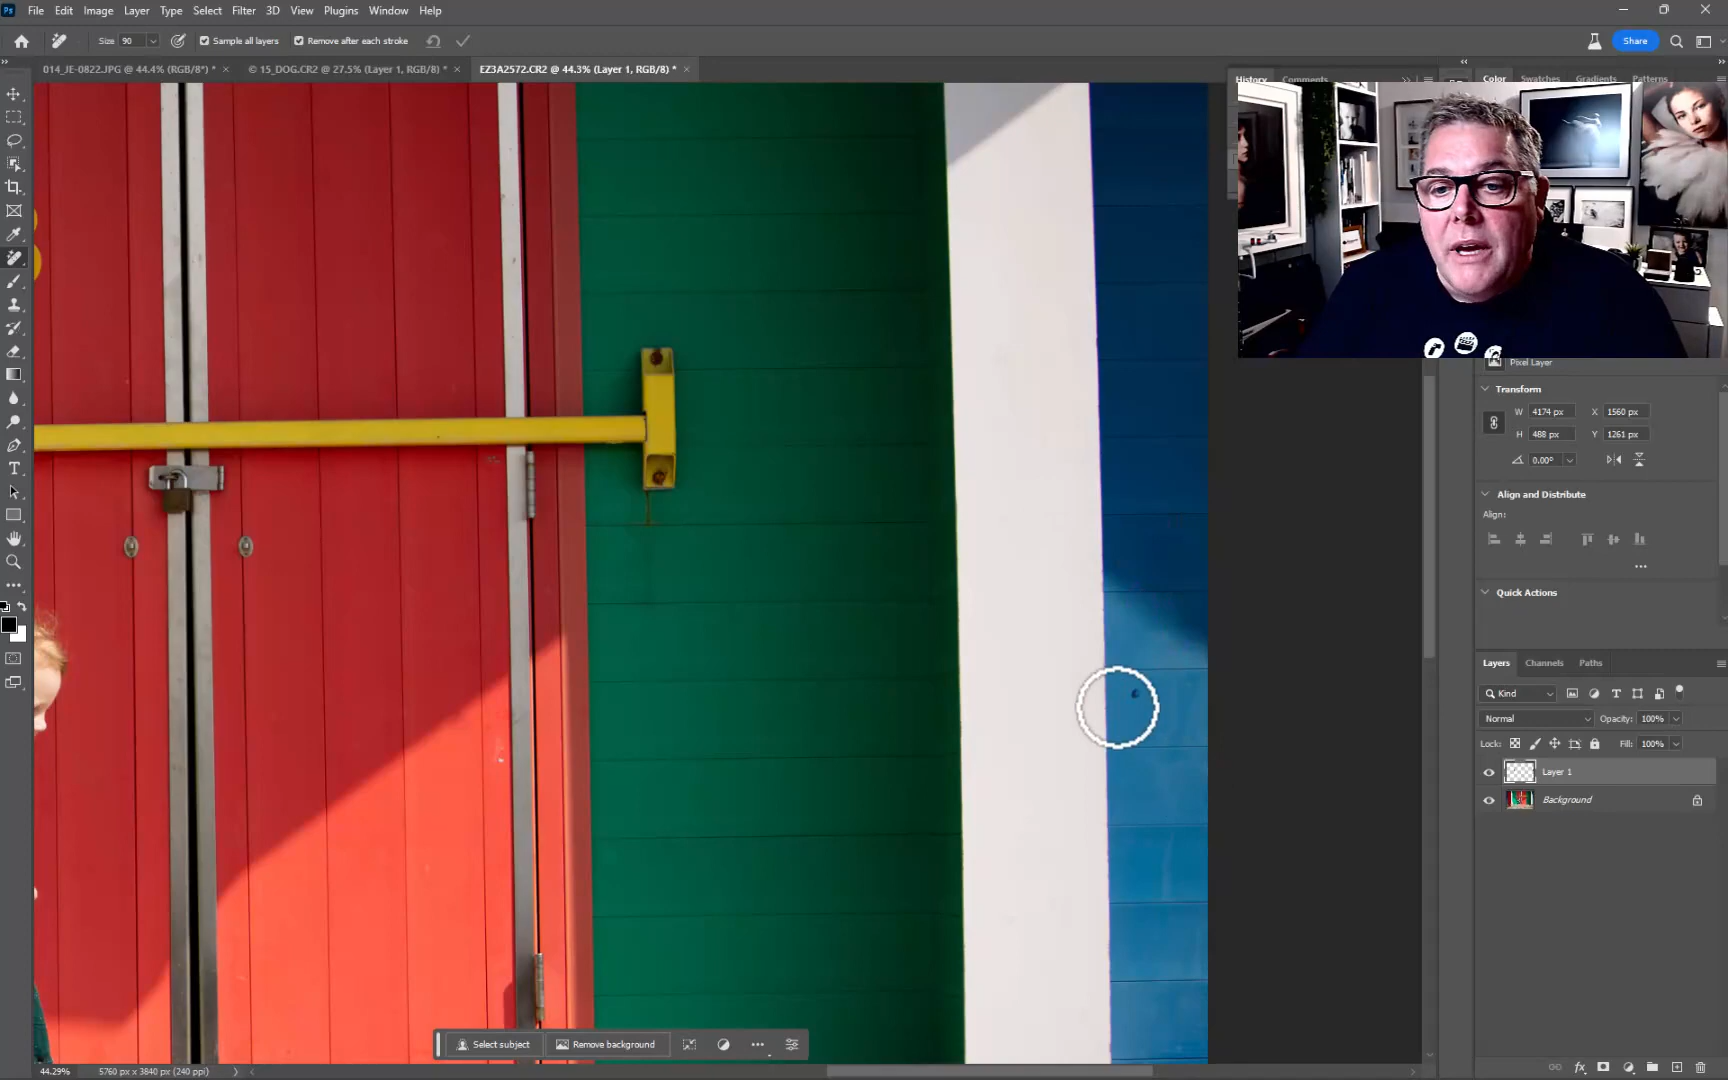 Ps File Edit Image Layer Type Select Filter 3D View Plugins Window Help
Size 90 Sample all layers Remove after each stroke Share
014_JE-0822.JPG @ 44.4% (RGB/8*) * × © 15_DOG.CR2 @ 27.5% (Layer 1, RGB/8) * × EZ3A2572.CR2 @ 44.3% (Layer 1, RGB/8) * ×
History Comments Color Swatches Gradients Patterns
Pixel Layer
Transform
W 4174 px X 1560 px
H 488 px Y 1261 px
0.00°
Align and Distribute
Align:
Quick Actions
Layers Channels Paths
Kind
Normal Opacity: 100%
Lock: Fill: 100%
Layer 1
Background
Select subject Remove background
44.29% 5760 px x 3840 px (240 ppi)